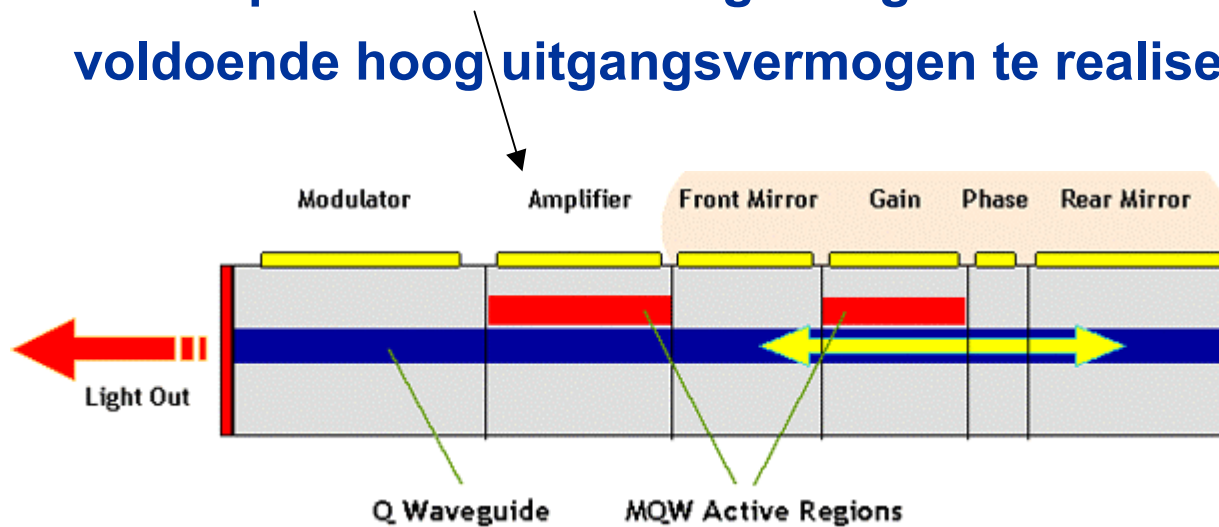 voldoende hoog uitgangsvermogen te realise
Modulator Amplifier Front Mirror Gain Phase Rear Mirror
Light Out
Q Waveguide MQW Active Regions